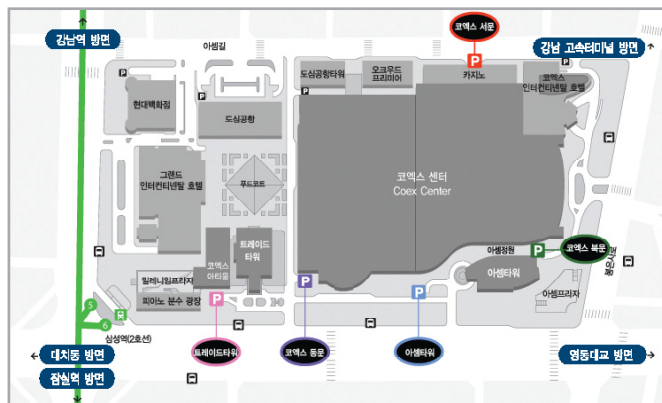 코엑스 서문
강남역 방면
아셈길
강남 고속터미널 방면
P
P
P
P
P
도심공항타워
오크우드
프리미어
카지노
코엑스
인터컨티넨탈 호텔
현대백화점
도심공항
그랜드
인터컨티넨탈 호텔
푸드코트
코엑스 센터
Coex Center
트레이드
타워
코엑스
아티움
아셈정원
P
코엑스 북문
봉은사로
밀레니엄프라자
피아노 분수 광장
P
P
P
아셈타워
아셈프라자
5
6
삼성역(2호선)
대치동 방면
잠실역 방면
트레이드타워
코엑스 동문
아셈타워
영동대교 방면